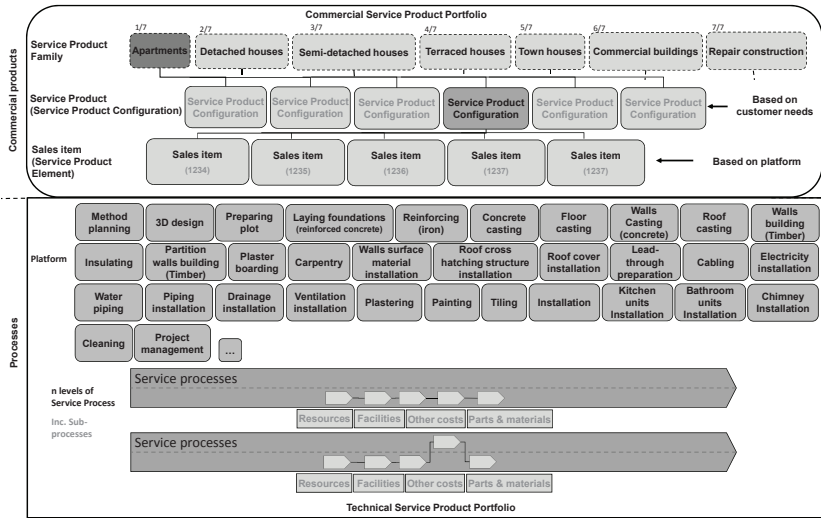 Commercial Service Product Portfolio
1/7 2/7 3/7 4/7 5/7 6/7 7/7
Service Product
Family
Apartments
Detached houses
Semi-detached houses
Terraced houses
Town houses
Commercial buildings
Repair construction
Commercial products
Service Product
(Service Product Configuration)
Service Product
Configuration
Service Product
Configuration
Service Product
Configuration
Service Product
Configuration
Service Product
Configuration
Service Product
Configuration
Based on
customer needs
Sales item
(Service Product
Element)
Sales item
(1234)
Sales item
(1235)
Sales item
(1236)
Sales item
(1237)
Sales item
(1237)
Based on platform
Processes
Platform
Method
planning
3D design
Preparing
plot
Laying foundations
(reinforced concrete)
Reinforcing
(iron)
Concrete
casting
Floor
casting
Walls
Casting
(concrete)
Roof
casting
Walls
building
(Timber)
Insulating
Partition
walls building
(Timber)
Plaster
boarding
Carpentry
Walls surface
material
installation
Roof cross
hatching structure
installation
Roof cover
installation
Lead-
through
preparation
Cabling
Electricity
installation
Water
piping
Piping
installation
Drainage
installation
Ventilation
installation
Plastering
Painting
Tiling
Installation
Kitchen
units
Installation
Bathroom
units
Installation
Chimney
Installation
Cleaning
Project
management
...
n levels of
Service Process
Inc. Sub-
processes
Service processes
Resources
Facilities
Other costs
Parts & materials
Service processes
Resources
Facilities
Other costs
Parts & materials
Technical Service Product Portfolio